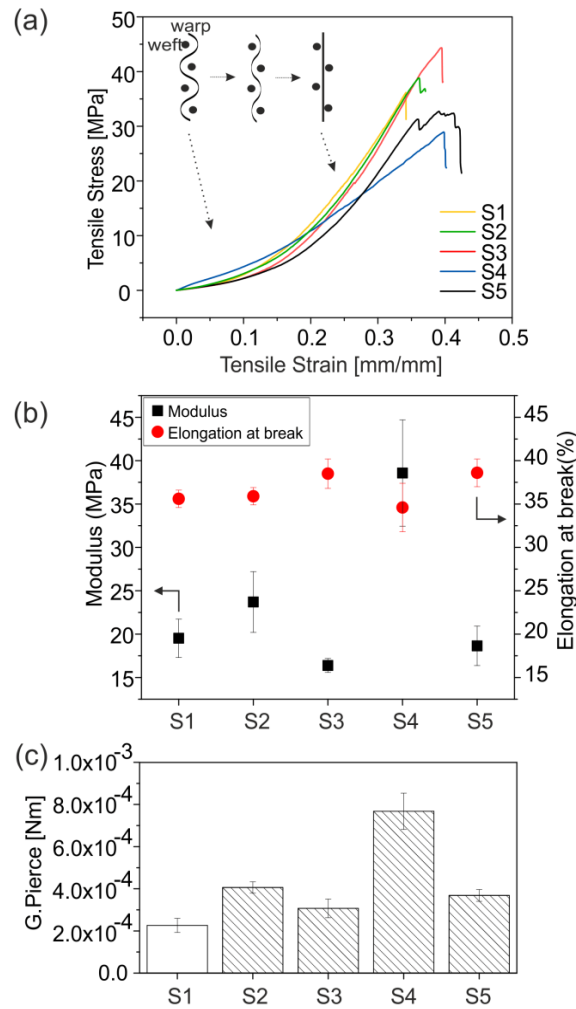 (a)
warp
weft
Tensile Stress [MPa]
50
40
30
20
10
0
S1
S2
S3
S4
S5
0.0 0.1 0.2 0.3 0.4 0.5
Tensile Strain [mm/mm]
(b)
Modulus
Elongation at break
Modulus (MPa)
45
40
35
30
25
20
15
Elongation at break(%)
45
40
35
30
25
20
15
S1 S2 S3 S4 S5
(c)
G.Pierce [Nm]
1.0x10-3
8.0x10-4
6.0x10-4
4.0x10-4
2.0x10-4
0.0
S1 S2 S3 S4 S5